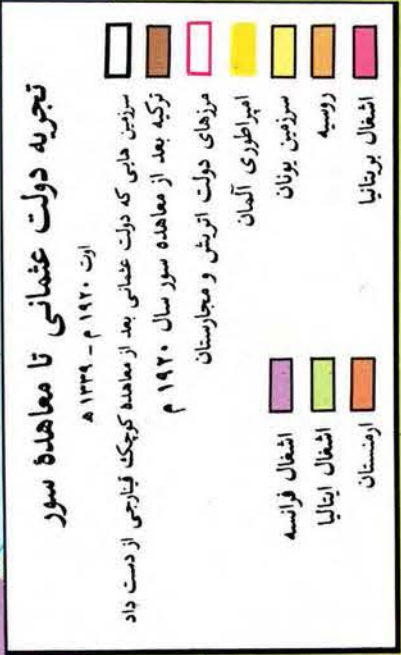 تجزیه دولت عثمانی تا معاهدۀ سور
اوت ۱۹۲۰ م - ۱۳۳۹ ه
سرزمین هایی که دولت عثمانی بعد از معاهده کوچک قینارجی از دست داد
ترکیه بعد از معاهده سور سال ۱۹۲۰ م
مرزهای دولت اتریش و مجارستان
امپراطوری آلمان
سرزمین یونان
روسیه
اشغال بریتانیا
اشغال فرانسه
اشغال ایتالیا
ارمنستان